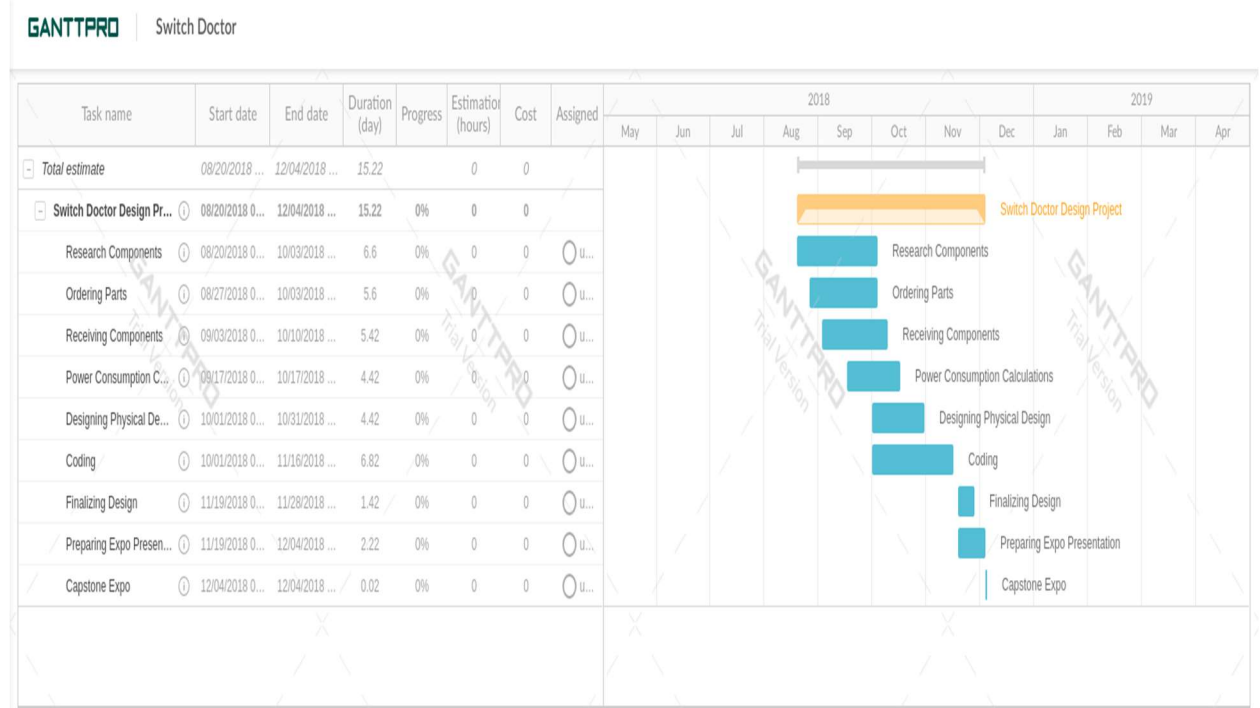 GANTTPRO Switch Doctor
Task name Start date End date Duration (day) Progress Estimation (hours) Cost Assigned 2018 2019
May Jun Jul Aug Sep Oct Nov Dec Jan Feb Mar Apr
Total estimate 08/20/2018 ... 12/04/2018 ... 15.22 0 0
Switch Doctor Design Pr... 08/20/2018 0... 12/04/2018 ... 15.22 0% 0 0 Switch Doctor Design Project
Research Components 08/20/2018 0... 10/03/2018 ... 6.6 0% 0 0 u... Research Components
Ordering Parts 08/27/2018 0... 10/03/2018 ... 5.6 0% 0 0 u... Ordering Parts
Receiving Components 09/03/2018 0... 10/10/2018 ... 5.42 0% 0 0 u... Receiving Components
Power Consumption C... 09/17/2018 0... 10/17/2018 ... 4.42 0% 0 0 u... Power Consumption Calculations
Designing Physical De... 10/01/2018 0... 10/31/2018 ... 4.42 0% 0 0 u... Designing Physical Design
Coding 10/01/2018 0... 11/16/2018 ... 6.82 0% 0 0 u... Coding
Finalizing Design 11/19/2018 0... 11/28/2018 ... 1.42 0% 0 0 u... Finalizing Design
Preparing Expo Presen... 11/19/2018 0... 12/04/2018 ... 2.22 0% 0 0 u... Preparing Expo Presentation
Capstone Expo 12/04/2018 0... 12/04/2018 ... 0.02 0% 0 0 u... Capstone Expo
GANTTPRO
Trial Version
GANTTPRO
Trial Version
GANTTPRO
Trial Version
GANTTPRO
Trial Version